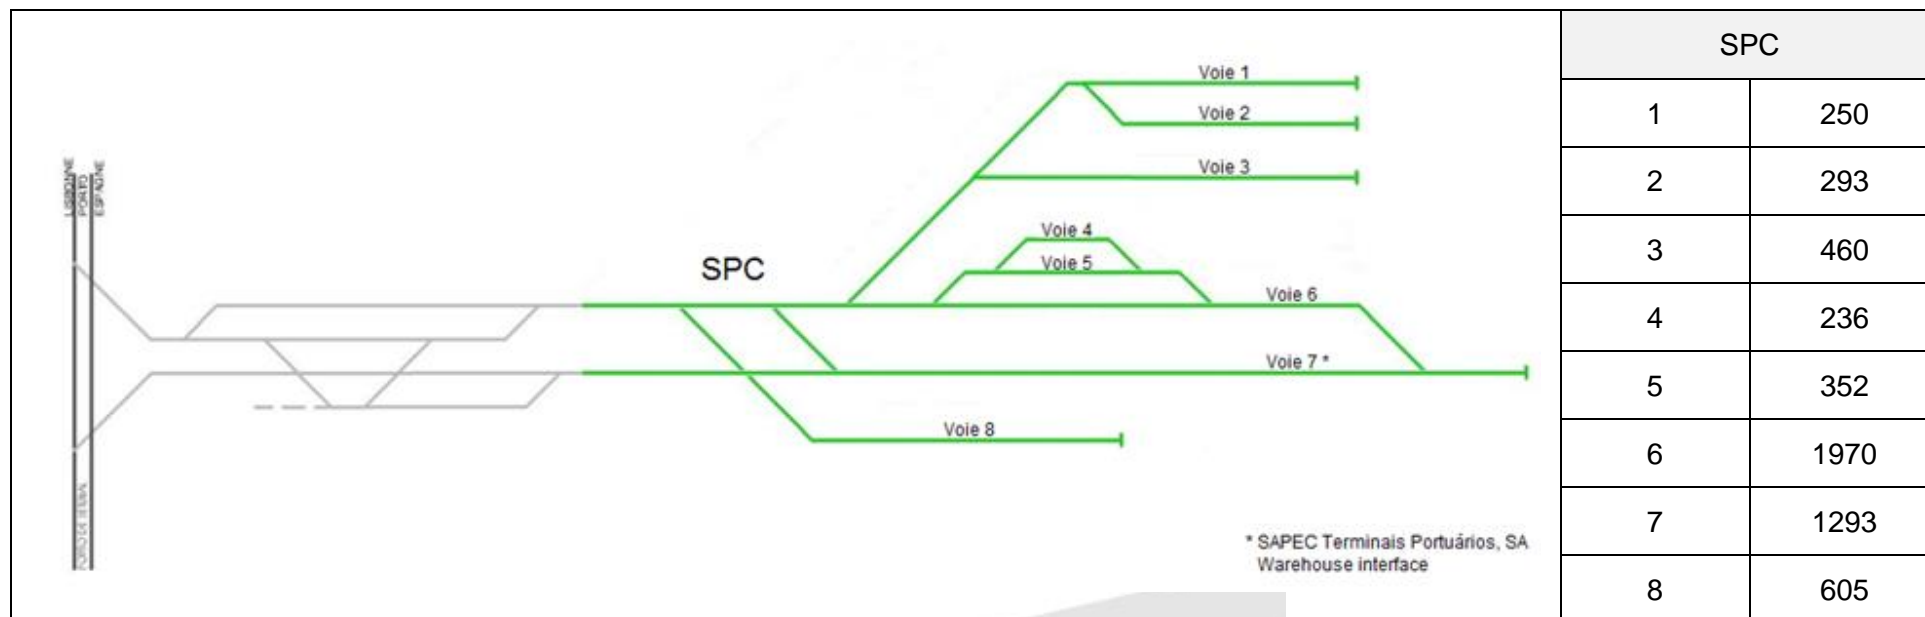 Voie 1
Voie 2
Voie 3
Voie 4
Voie 5
Voie 6
Voie 7 *
Voie 8
SPC
ESPAGNE
* SAPEC Terminais Portuários, SA
Warehouse interface
SPC
1 250
2 293
3 460
4 236
5 352
6 1970
7 1293
8 605